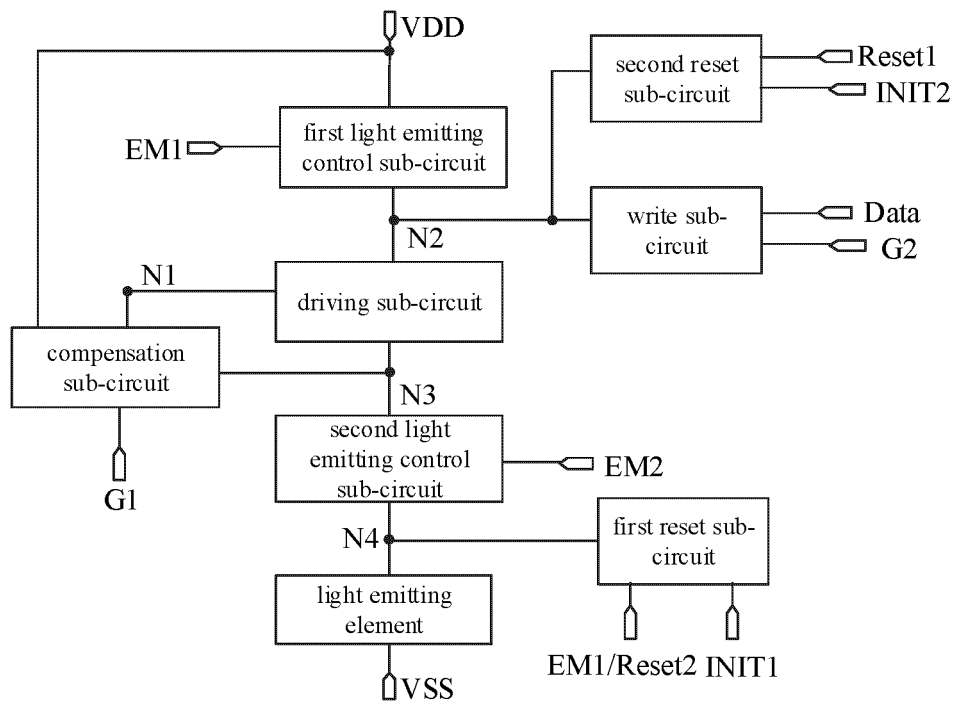 VDD
second reset
sub-circuit
Reset1
INIT2
EM1
first light emitting
control sub-circuit
write sub-
circuit
Data
G2
N2
N1
driving sub-circuit
compensation
sub-circuit
N3
G1
second light
emitting control
sub-circuit
EM2
N4
first reset sub-
circuit
light emitting
element
EM1/Reset2
INIT1
VSS